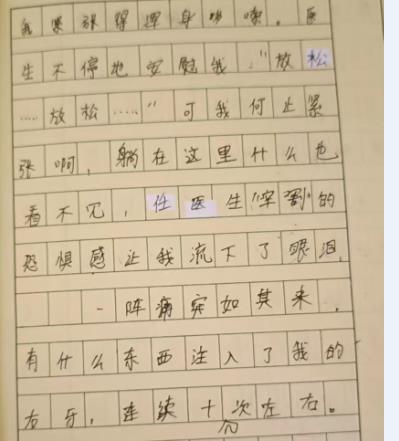 我紧张得浑身哆嗦。医
生不停地安慰我,“放松
……放松……”可我何止紧
张啊,躺在这里什么也
看不见,任医生“宰割”的
恐惧感让我流下了眼泪。
一阵痛突如其来,
有什么东西注入了我的
右牙,连续十次左右。